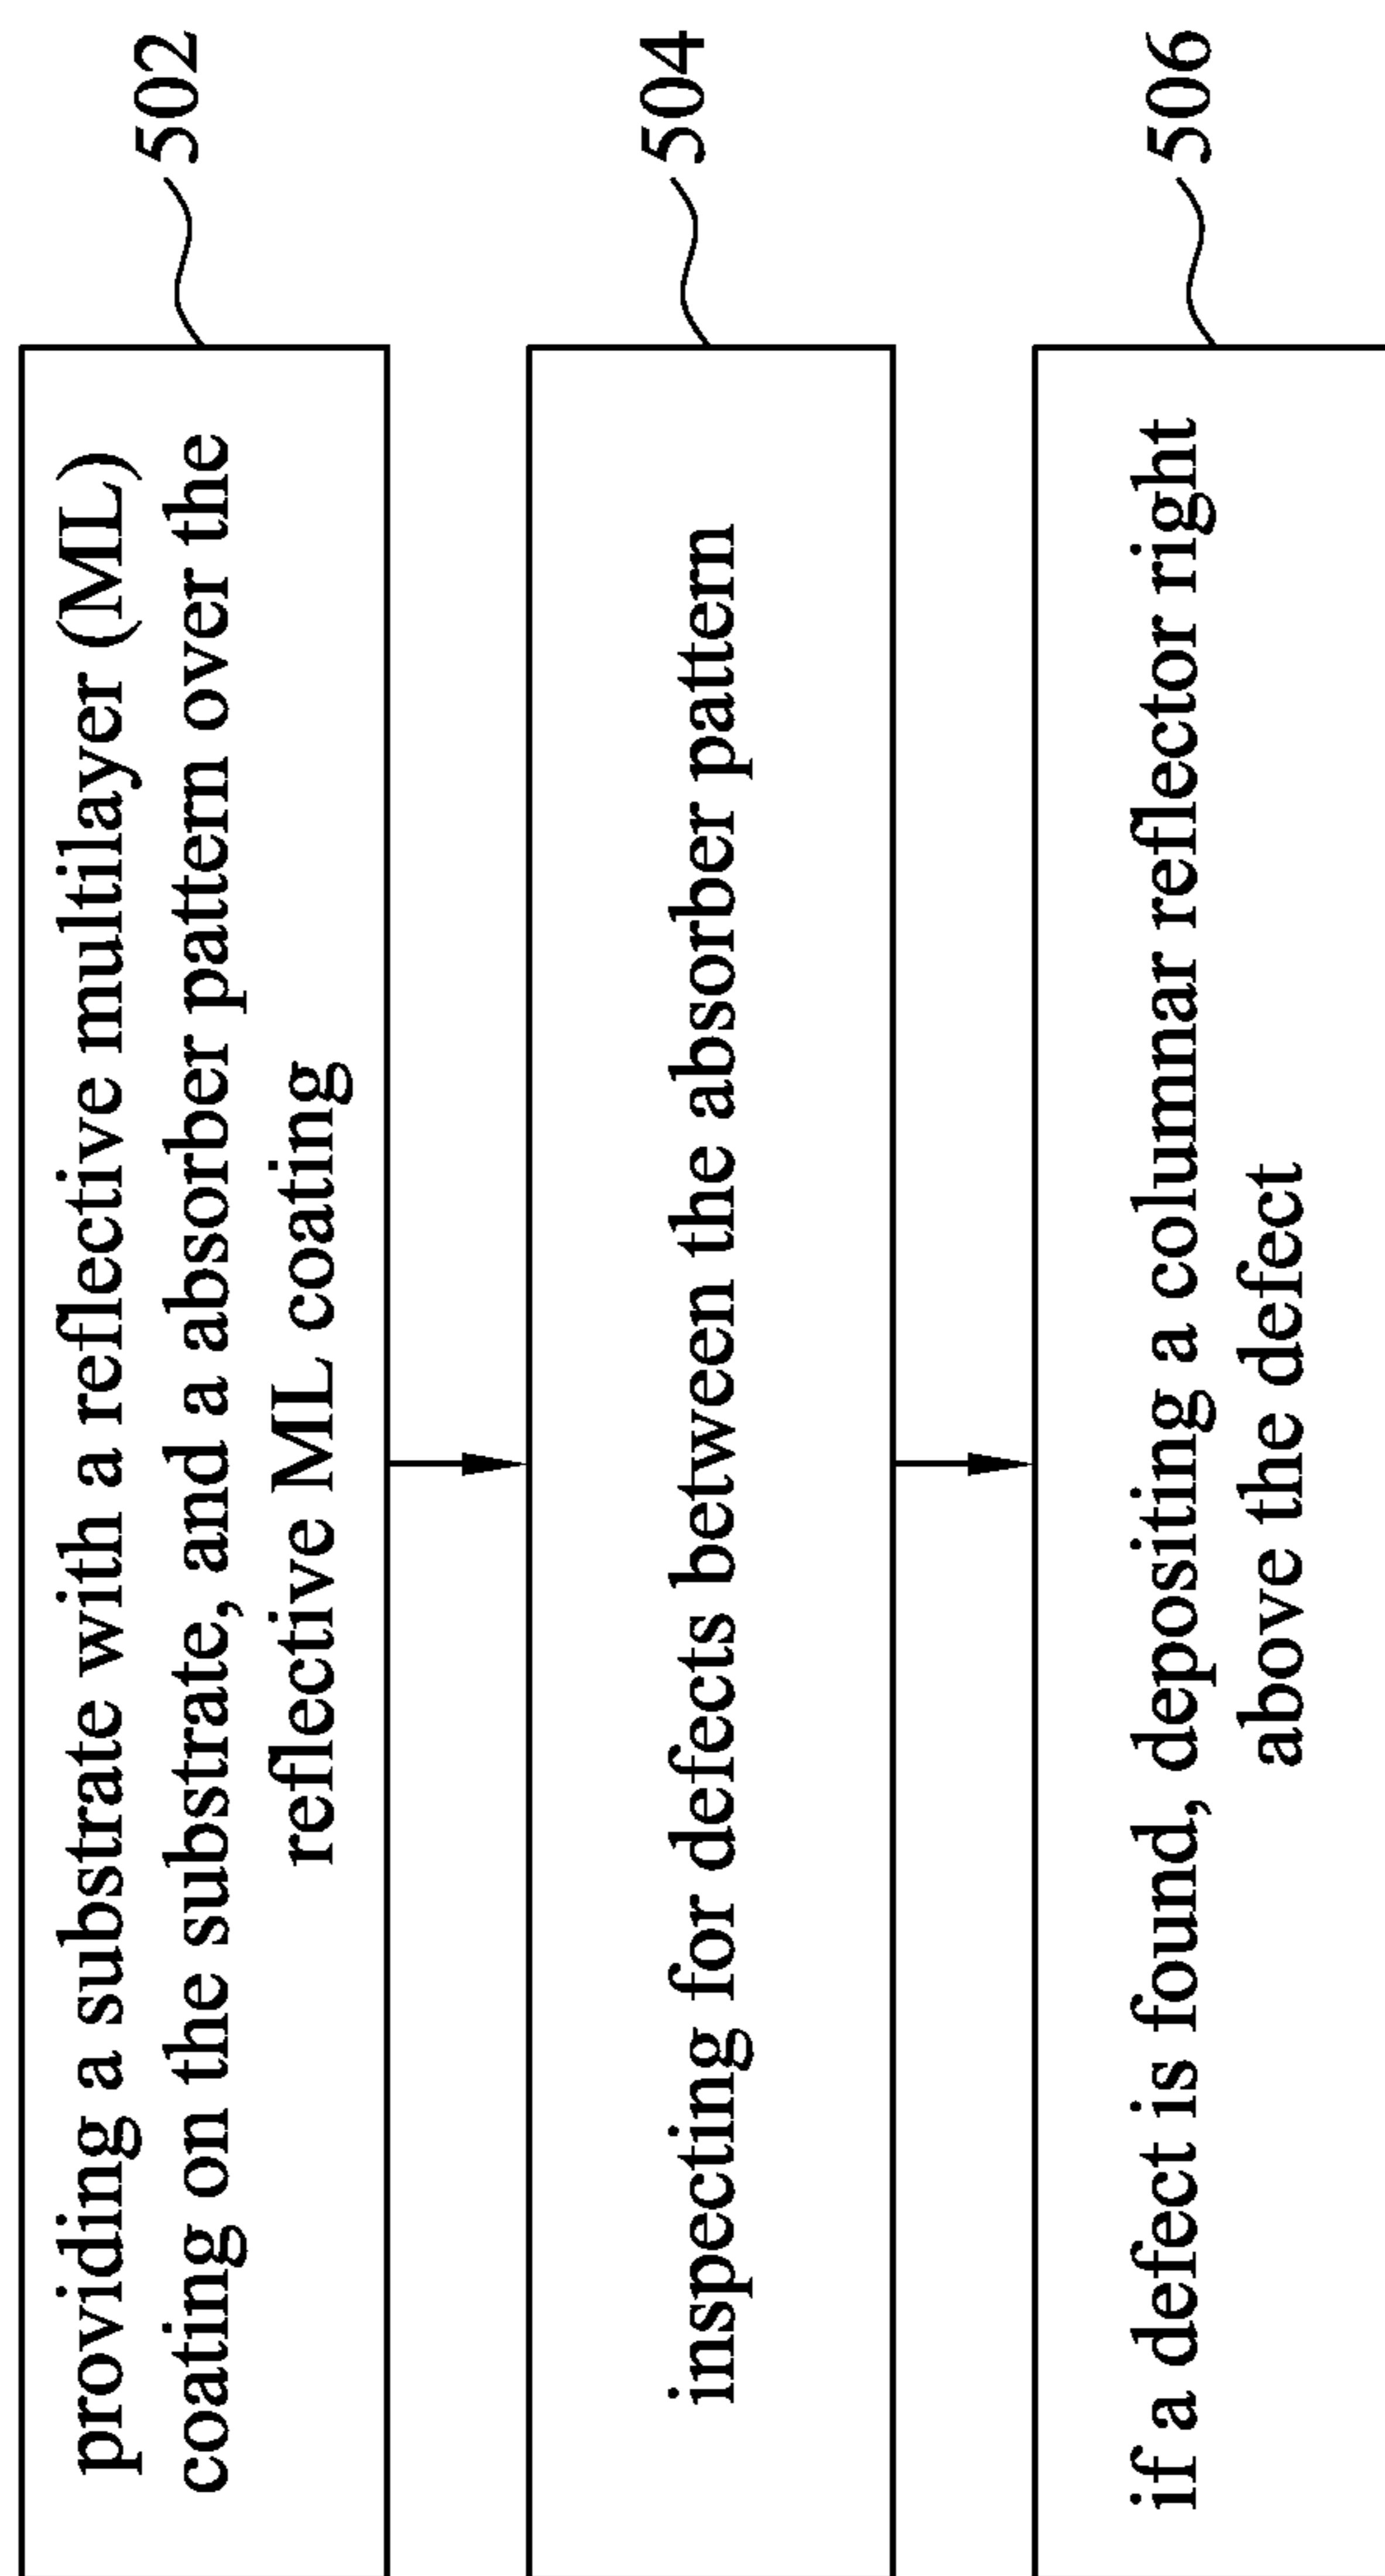 providing a substrate with a reflective multilayer (ML)
coating on the substrate, and a absorber pattern over the
reflective ML coating
502
inspecting for defects between the absorber pattern
504
if a defect is found, depositing a columnar reflector right
above the defect
506